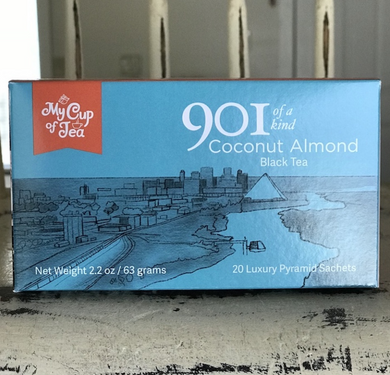 My Cup
of Tea
901 of a
kind
Coconut Almond
Black Tea
Net Weight 2.2 oz / 63 grams
20 Luxury Pyramid Sachets